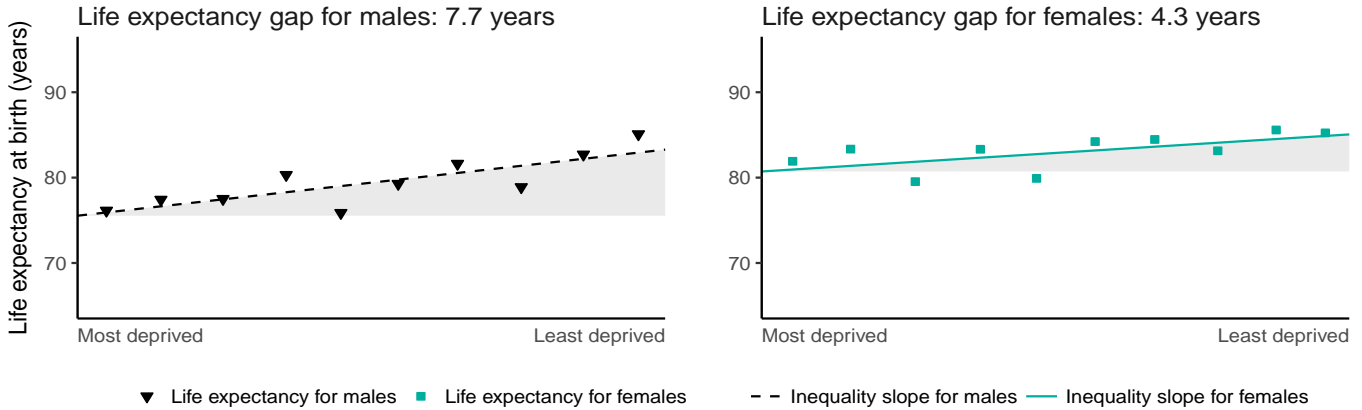 Life expectancy gap for males: 7.7 years
Life expectancy at birth (years)
90
80
70
Most deprived
Least deprived
Life expectancy gap for females: 4.3 years
90
80
70
Most deprived
Least deprived
Life expectancy for males
Life expectancy for females
Inequality slope for males
Inequality slope for females